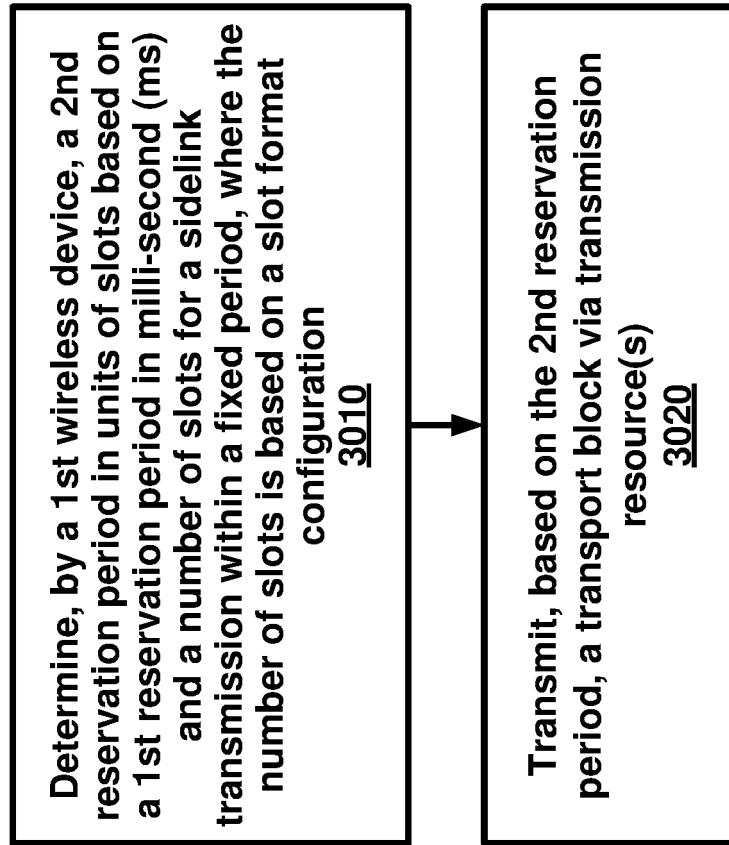 Determine, by a 1st wireless device, a 2nd
reservation period in units of slots based on
a 1st reservation period in milli-second (ms)
and a number of slots for a sidelink
transmission within a fixed period, where the
number of slots is based on a slot format
configuration
3010
Transmit, based on the 2nd reservation
period, a transport block via transmission
resource(s)
3020